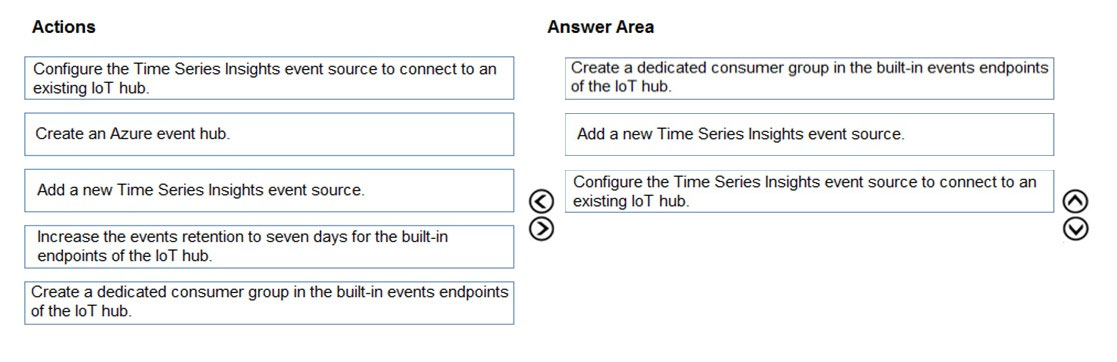 Actions
Configure the Time Series Insights event source to connect to an
existing IoT hub.
Create an Azure event hub.
Add a new Time Series Insights event source.
Increase the events retention to seven days for the built-in
endpoints of the IoT hub.
Create a dedicated consumer group in the built-in events endpoints
of the IoT hub.
Answer Area
Create a dedicated consumer group in the built-in events endpoints
of the IoT hub.
Add a new Time Series Insights event source.
Configure the Time Series Insights event source to connect to an
existing IoT hub.